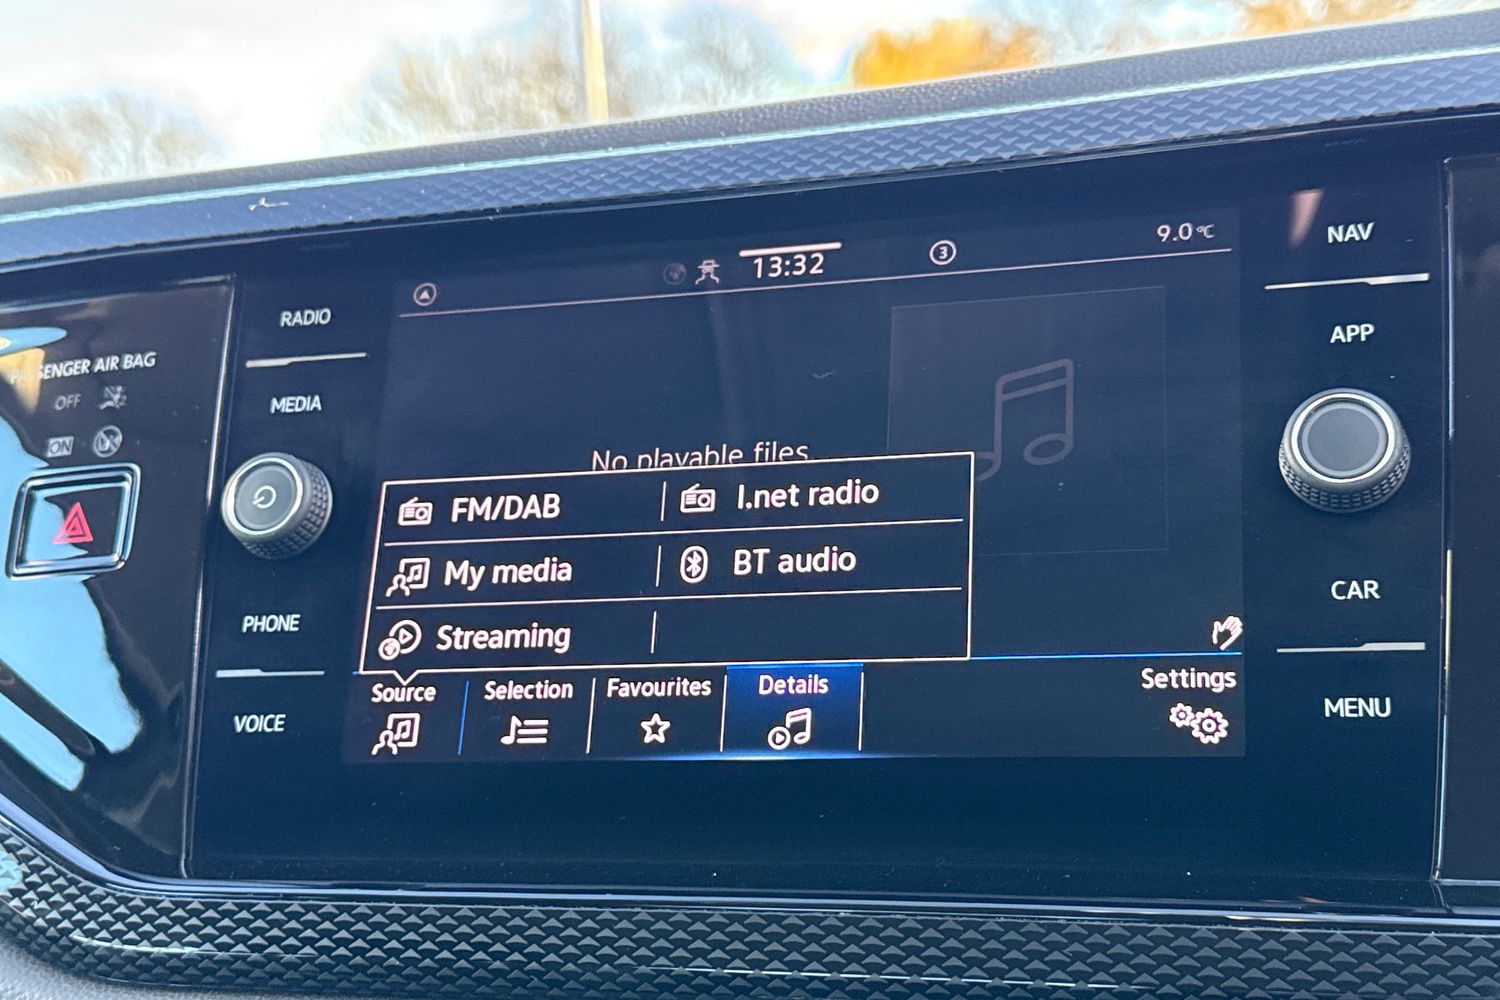 PASSENGER AIR BAG
OFF
ON
RADIO
MEDIA
PHONE
VOICE
13:32
3
9.0°C
No playable files.
FM/DAB
I.net radio
My media
BT audio
Streaming
Source
Selection
Favourites
Details
Settings
NAV
APP
CAR
MENU